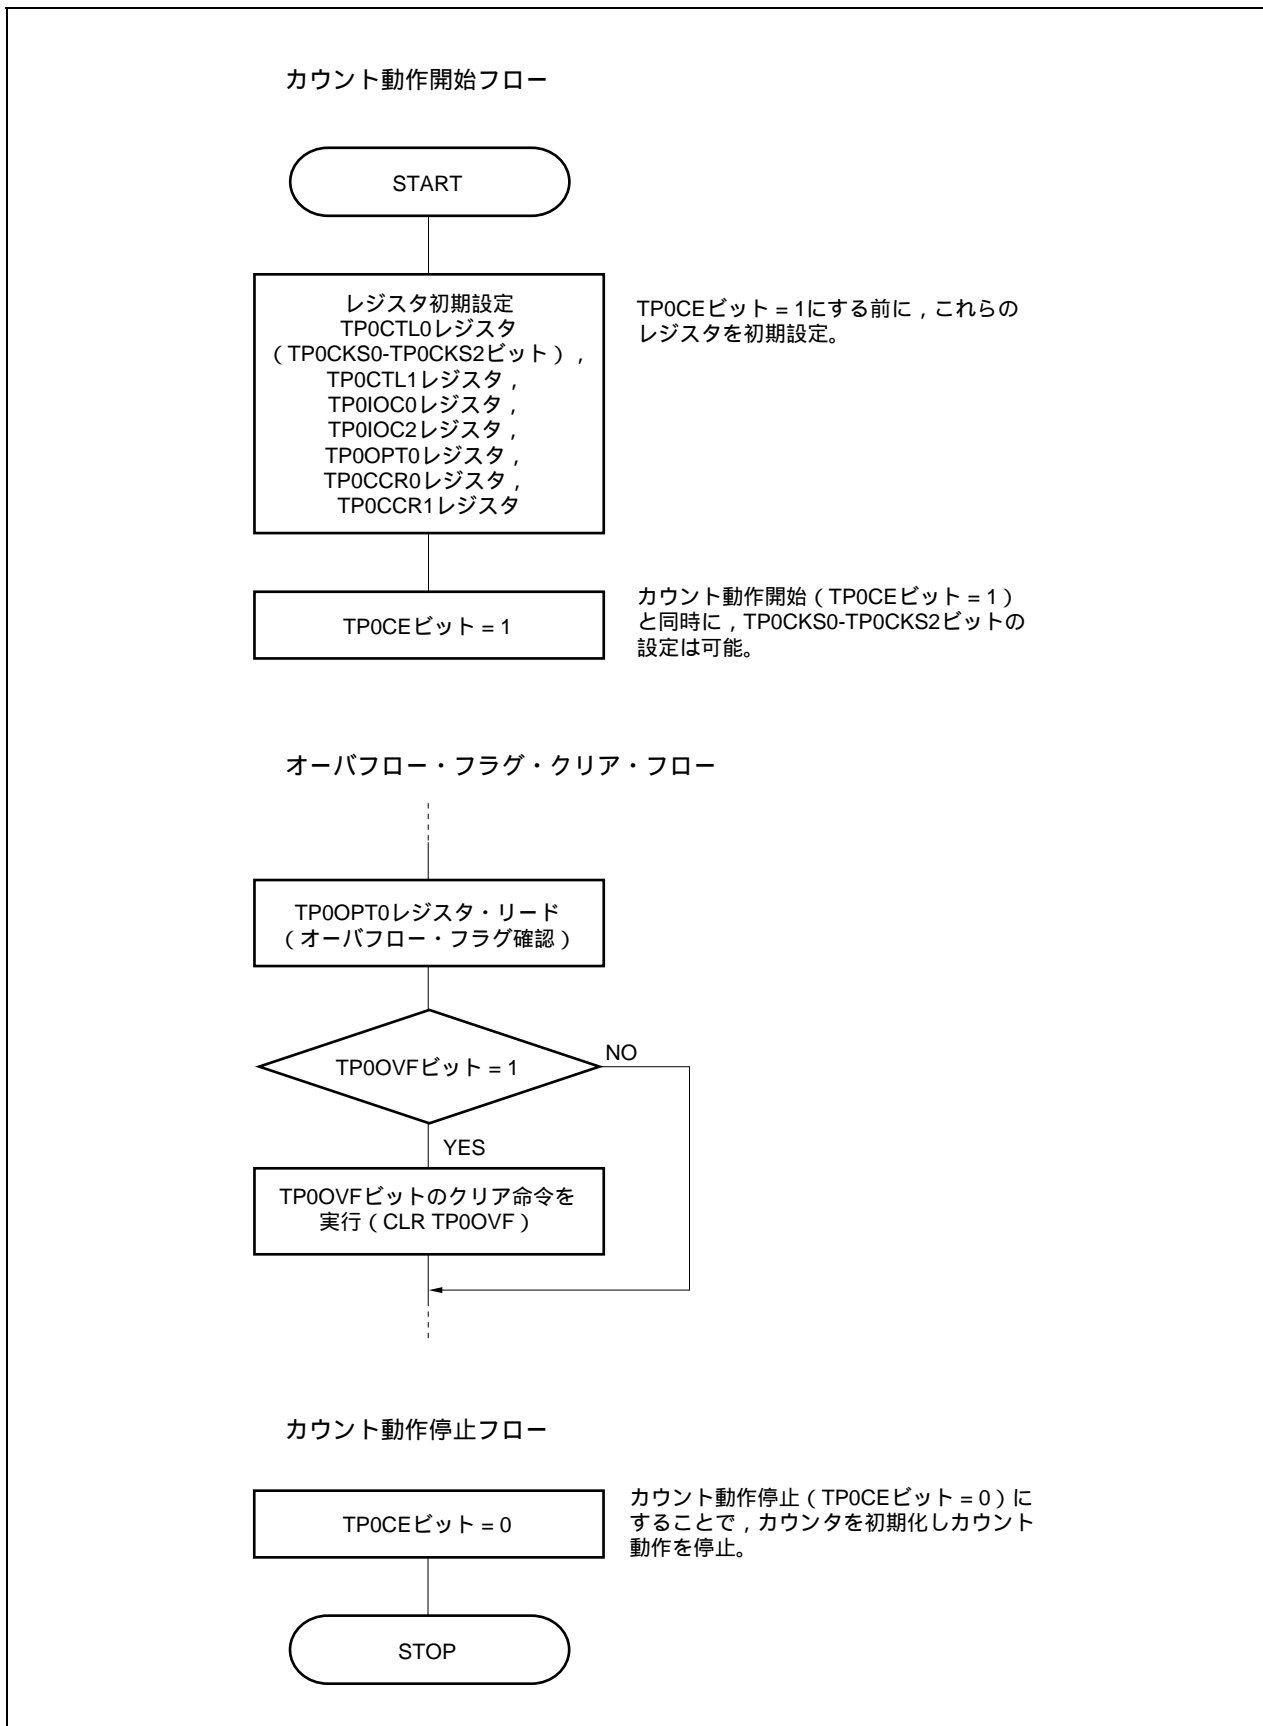 カウント動作開始フロー
START
レジスタ初期設定
TP0CTL0レジスタ
（TP0CKS0-TP0CKS2ビット），
TP0CTL1レジスタ，
TP0IOC0レジスタ，
TP0IOC2レジスタ，
TP0OPT0レジスタ，
TP0CCR0レジスタ，
TP0CCR1レジスタ
TP0CEビット = 1にする前に，これらの
レジスタを初期設定。
TP0CEビット = 1
カウント動作開始（TP0CEビット = 1）
と同時に，TP0CKS0-TP0CKS2ビットの
設定は可能。
オーバフロー・フラグ・クリア・フロー
TP0OPT0レジスタ・リード
（オーバフロー・フラグ確認）
TP0OVFビット = 1
NO
YES
TP0OVFビットのクリア命令を
実行（CLR TP0OVF）
カウント動作停止フロー
TP0CEビット = 0
カウント動作停止（TP0CEビット = 0）に
することで，カウンタを初期化しカウント
動作を停止。
STOP